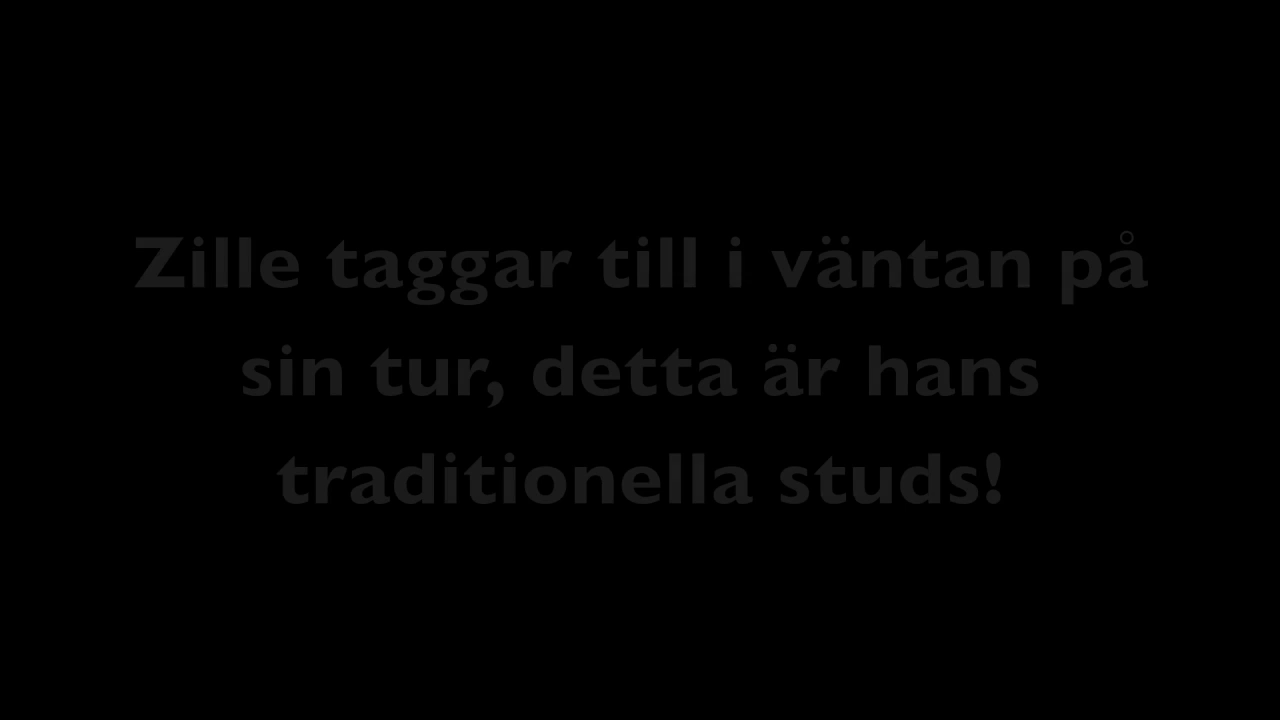 Zille taggar till i väntan på
sin tur, detta är hans
traditionella studs!